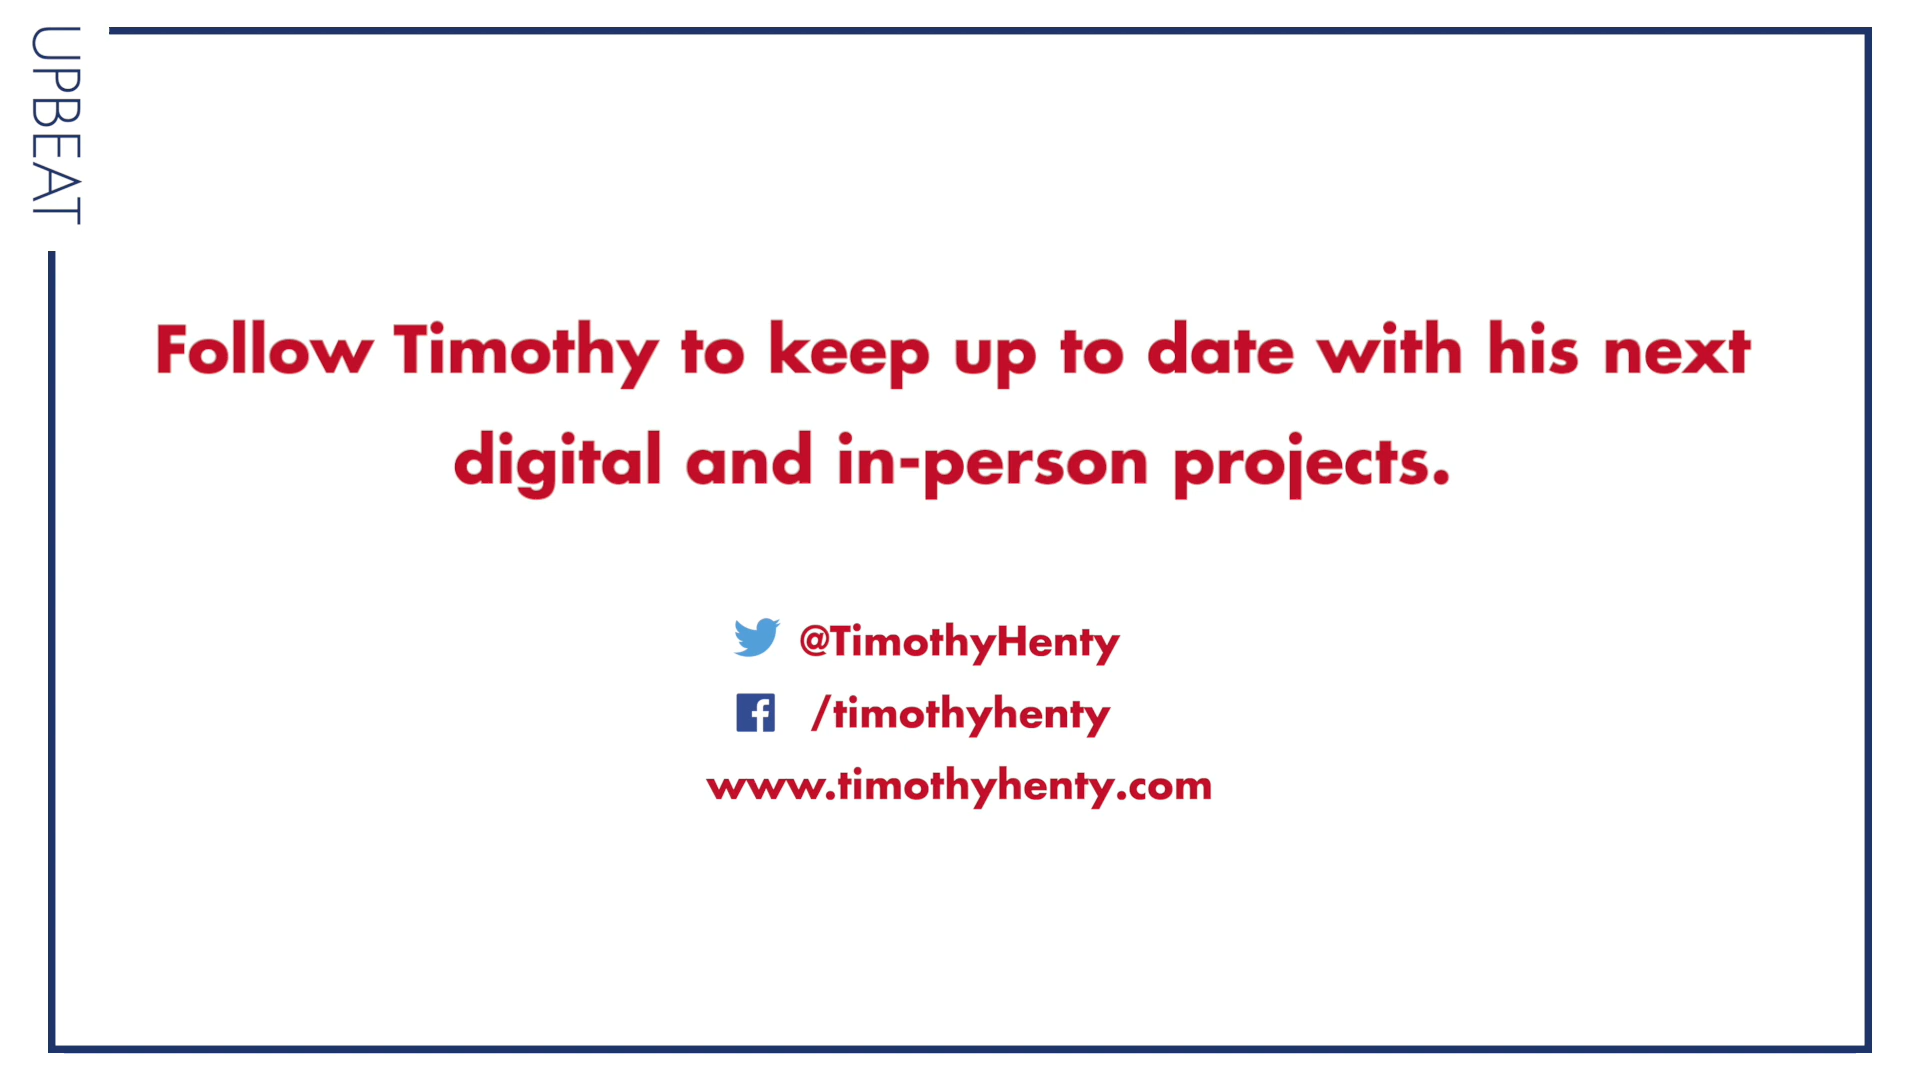 UPBEAT
Follow Timothy to keep up to date with his next
digital and in-person projects.
@TimothyHenty
/timothyhenty
www.timothyhenty.com